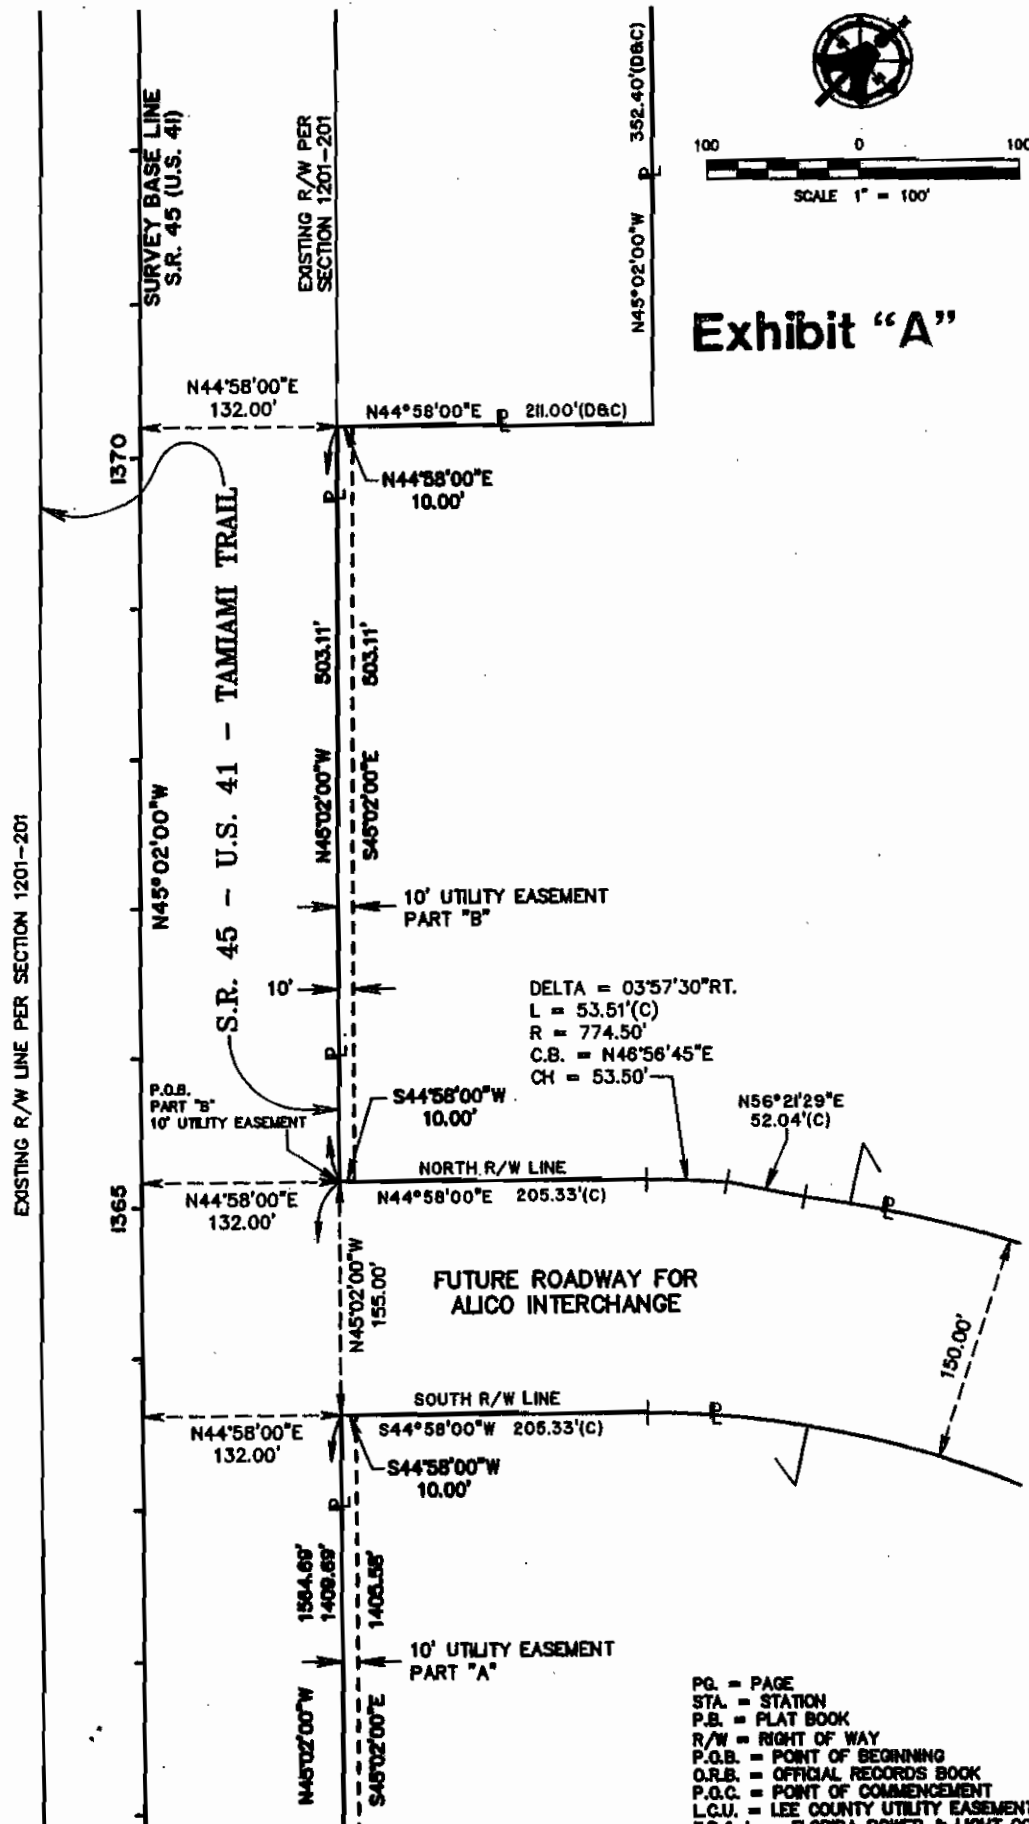 SURVEY BASE LINE
S.R. 45 (U.S. 41)
EXISTING R/W PER
SECTION 1201-201
352.40'(D&C)
N45°02'00"W
100 0 100
SCALE 1" = 100'
Exhibit “A”
N44°58'00"E
132.00'
N44°58'00"E 211.00'(D&C)
1370
N44°58'00"E
10.00'
S.R. 45 - U.S. 41 - TAMIAMI TRAIL
503.11'
503.11'
N45°02'00"W
S45°02'00"E
N45°02'00"W
EXISTING R/W LINE PER SECTION 1201-201
10' UTILITY EASEMENT
PART "B"
10'
DELTA = 03°57'30"RT.
L = 53.51'(C)
R = 774.50'
C.B. = N46°56'45"E
CH = 53.50'
P.O.B.
PART "B"
10' UTILITY EASEMENT
S44°58'00"W
10.00'
N56°21'29"E
52.04'(C)
NORTH R/W LINE
N44°58'00"E 205.33'(C)
1365
N44°58'00"E
132.00'
N45°02'00"W
155.00'
FUTURE ROADWAY FOR
ALICO INTERCHANGE
150.00'
SOUTH R/W LINE
S44°58'00"W 205.33'(C)
N44°58'00"E
132.00'
S44°58'00"W
10.00'
1564.69'
1409.69'
1405.55'
N45°02'00"W
S45°02'00"E
10' UTILITY EASEMENT
PART "A"
PG. = PAGE
STA. = STATION
P.B. = PLAT BOOK
R/W = RIGHT OF WAY
P.O.B. = POINT OF BEGINNING
O.R.B. = OFFICIAL RECORDS BOOK
P.O.C. = POINT OF COMMENCEMENT
L.C.U. = LEE COUNTY UTILITY EASEMENT
FLORIDA POWER & LIGHT